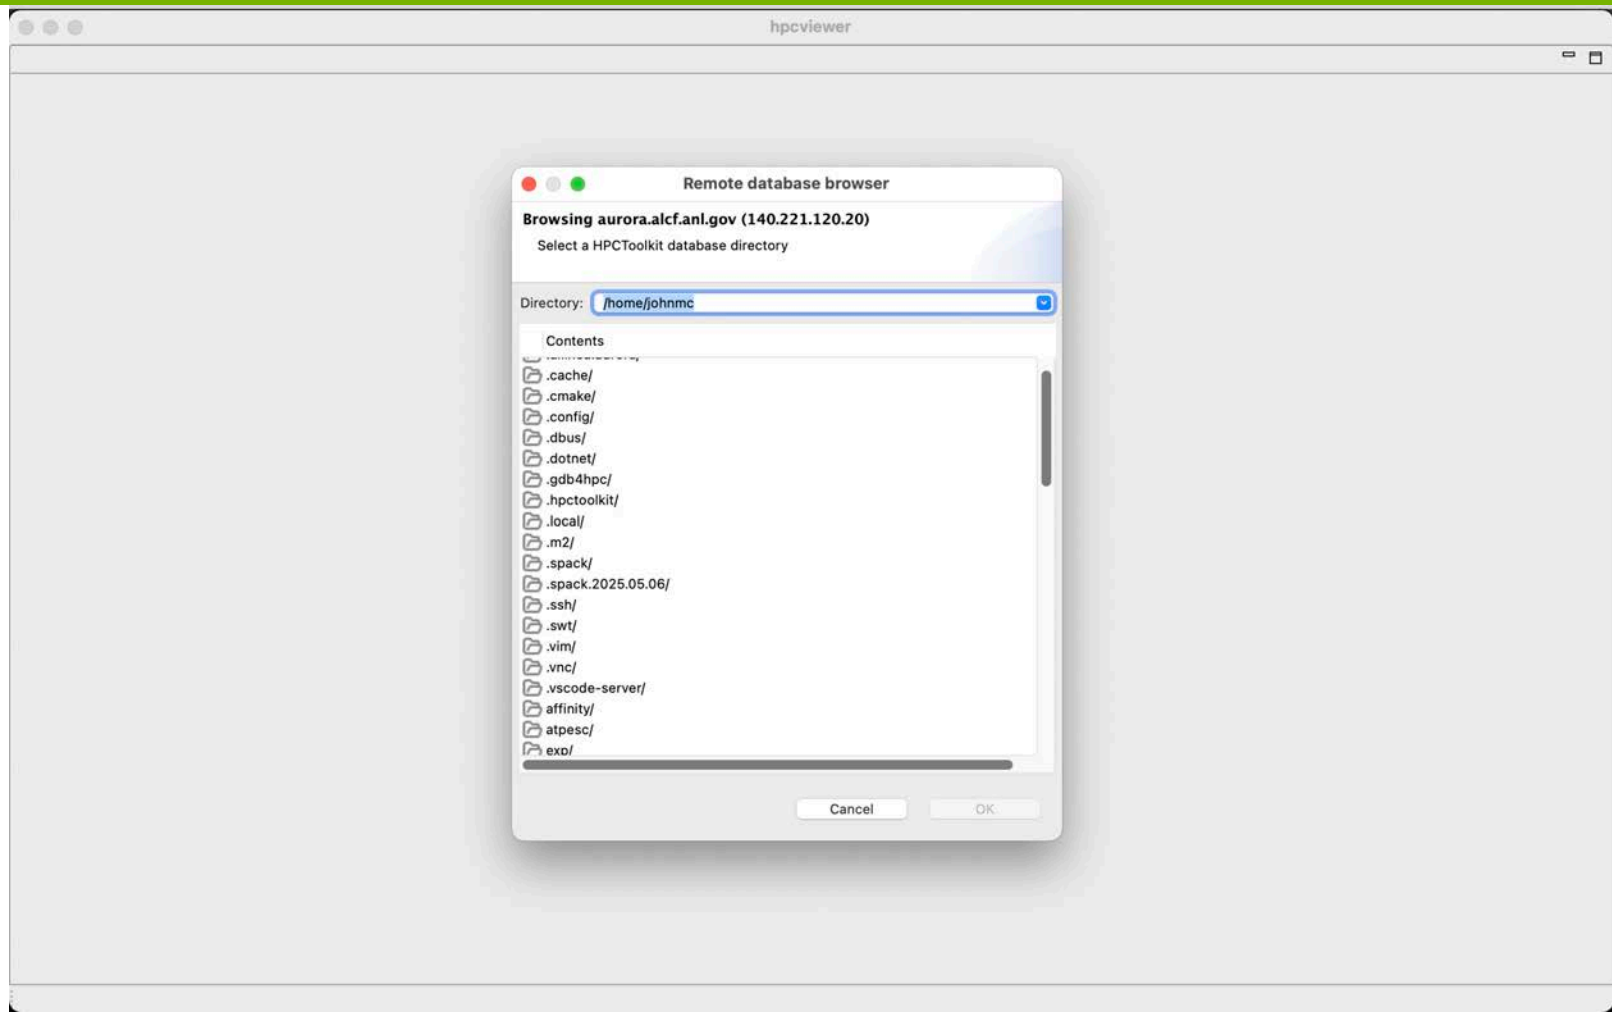 hpcviewer
Remote database browser
Browsing aurora.alcf.anl.gov (140.221.120.20)
Select a HPCToolkit database directory
Directory: /home/johnmc
Contents
.cache/
.cmake/
.config/
.dbus/
.dotnet/
.gdb4hpc/
.hpctoolkit/
.local/
.m2/
.spack/
.spack.2025.05.06/
.ssh/
.swt/
.vim/
.vnc/
.vscode-server/
affinity/
atpesc/
exp/
Cancel OK